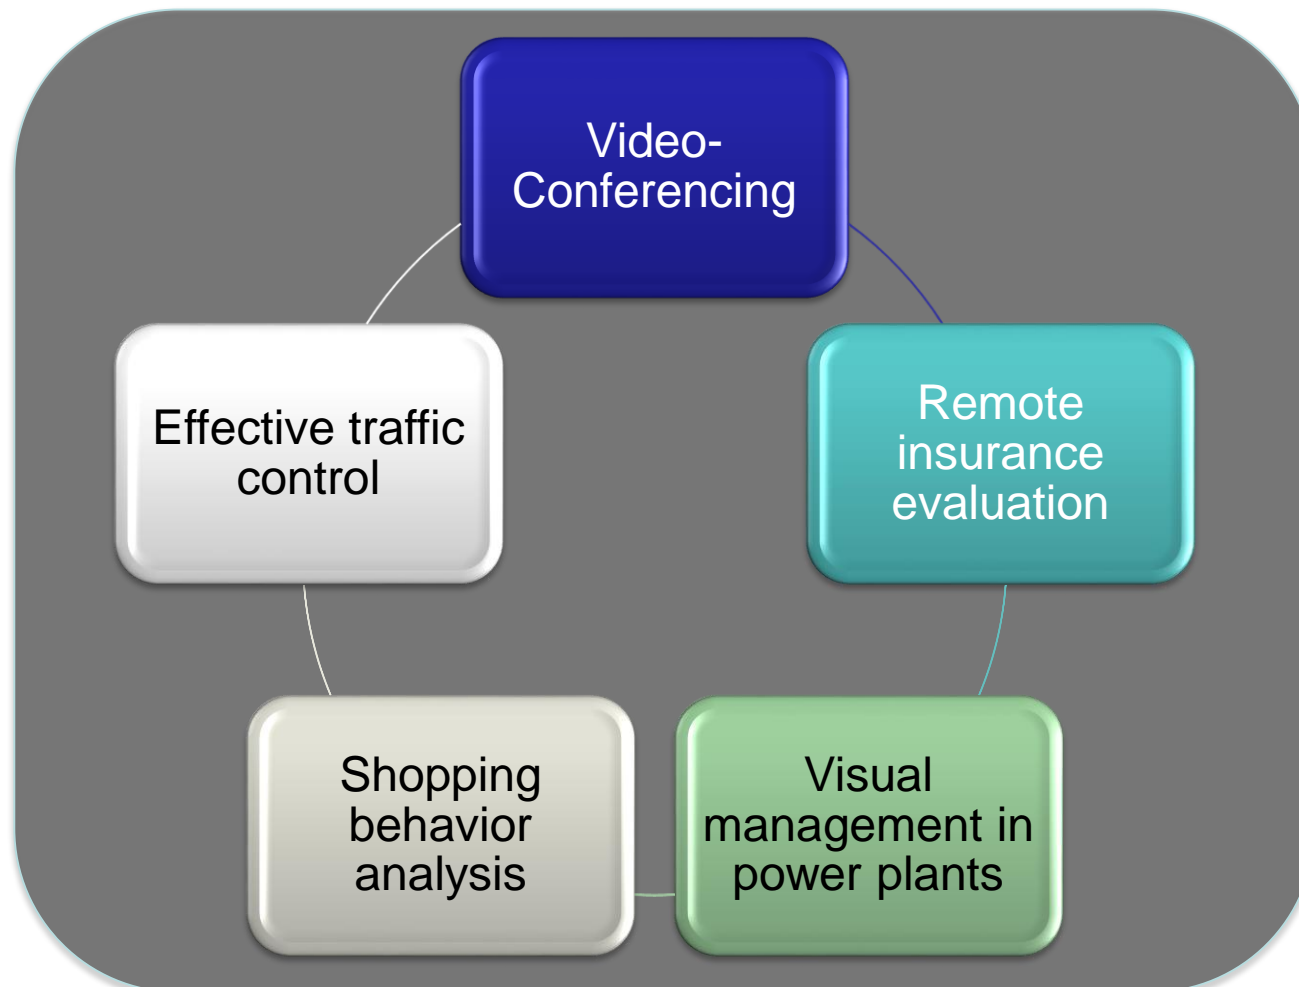 Video-
Conferencing
Effective traffic
control
Remote
insurance
evaluation
Shopping
behavior
analysis
Visual
management in
power plants